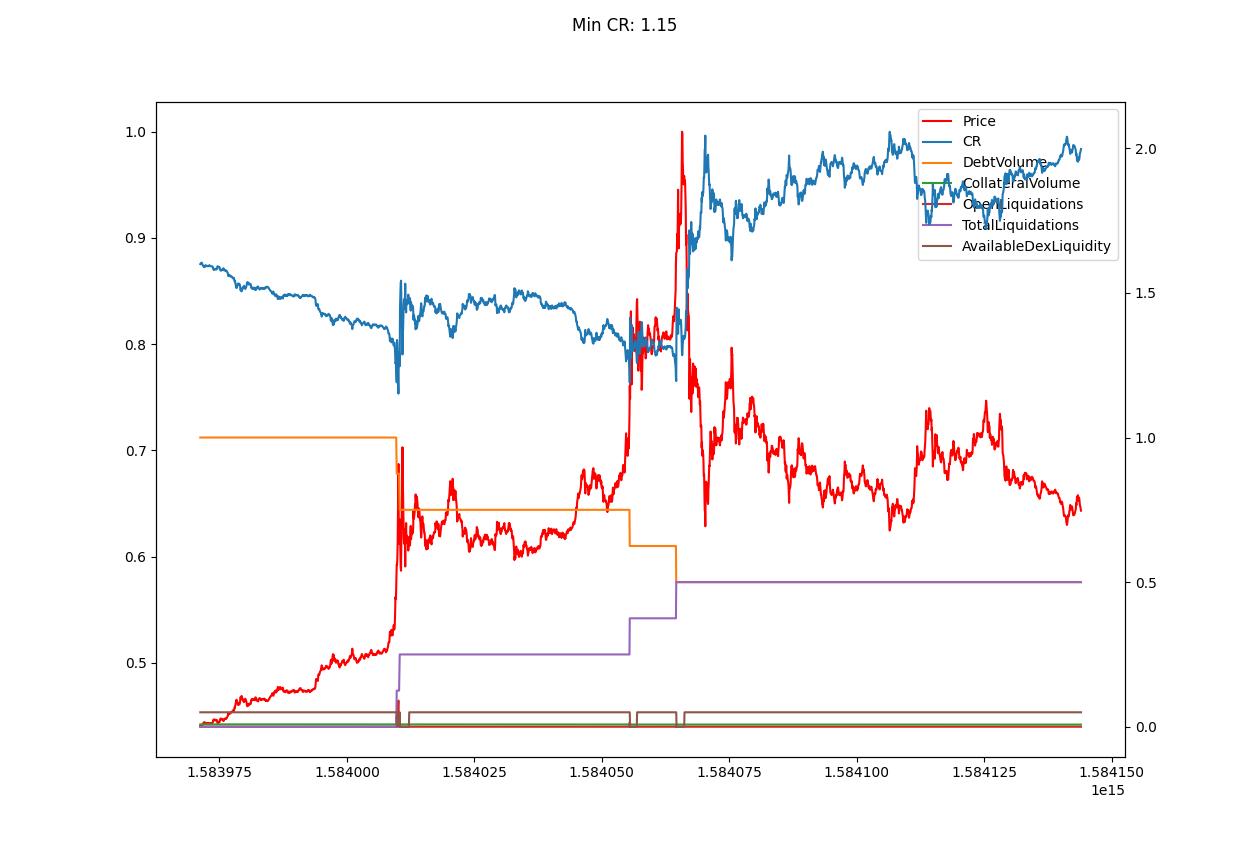 Min CR: 1.15
1.0
0.9
0.8
0.7
0.6
0.5
2.0
1.5
1.0
0.5
0.0
Price
CR
DebtVolume
CollateralVolume
OpenLiquidations
TotalLiquidations
AvailableDexLiquidity
1.583975 1.584000 1.584025 1.584050 1.584075 1.584100 1.584125 1.584150
1e15